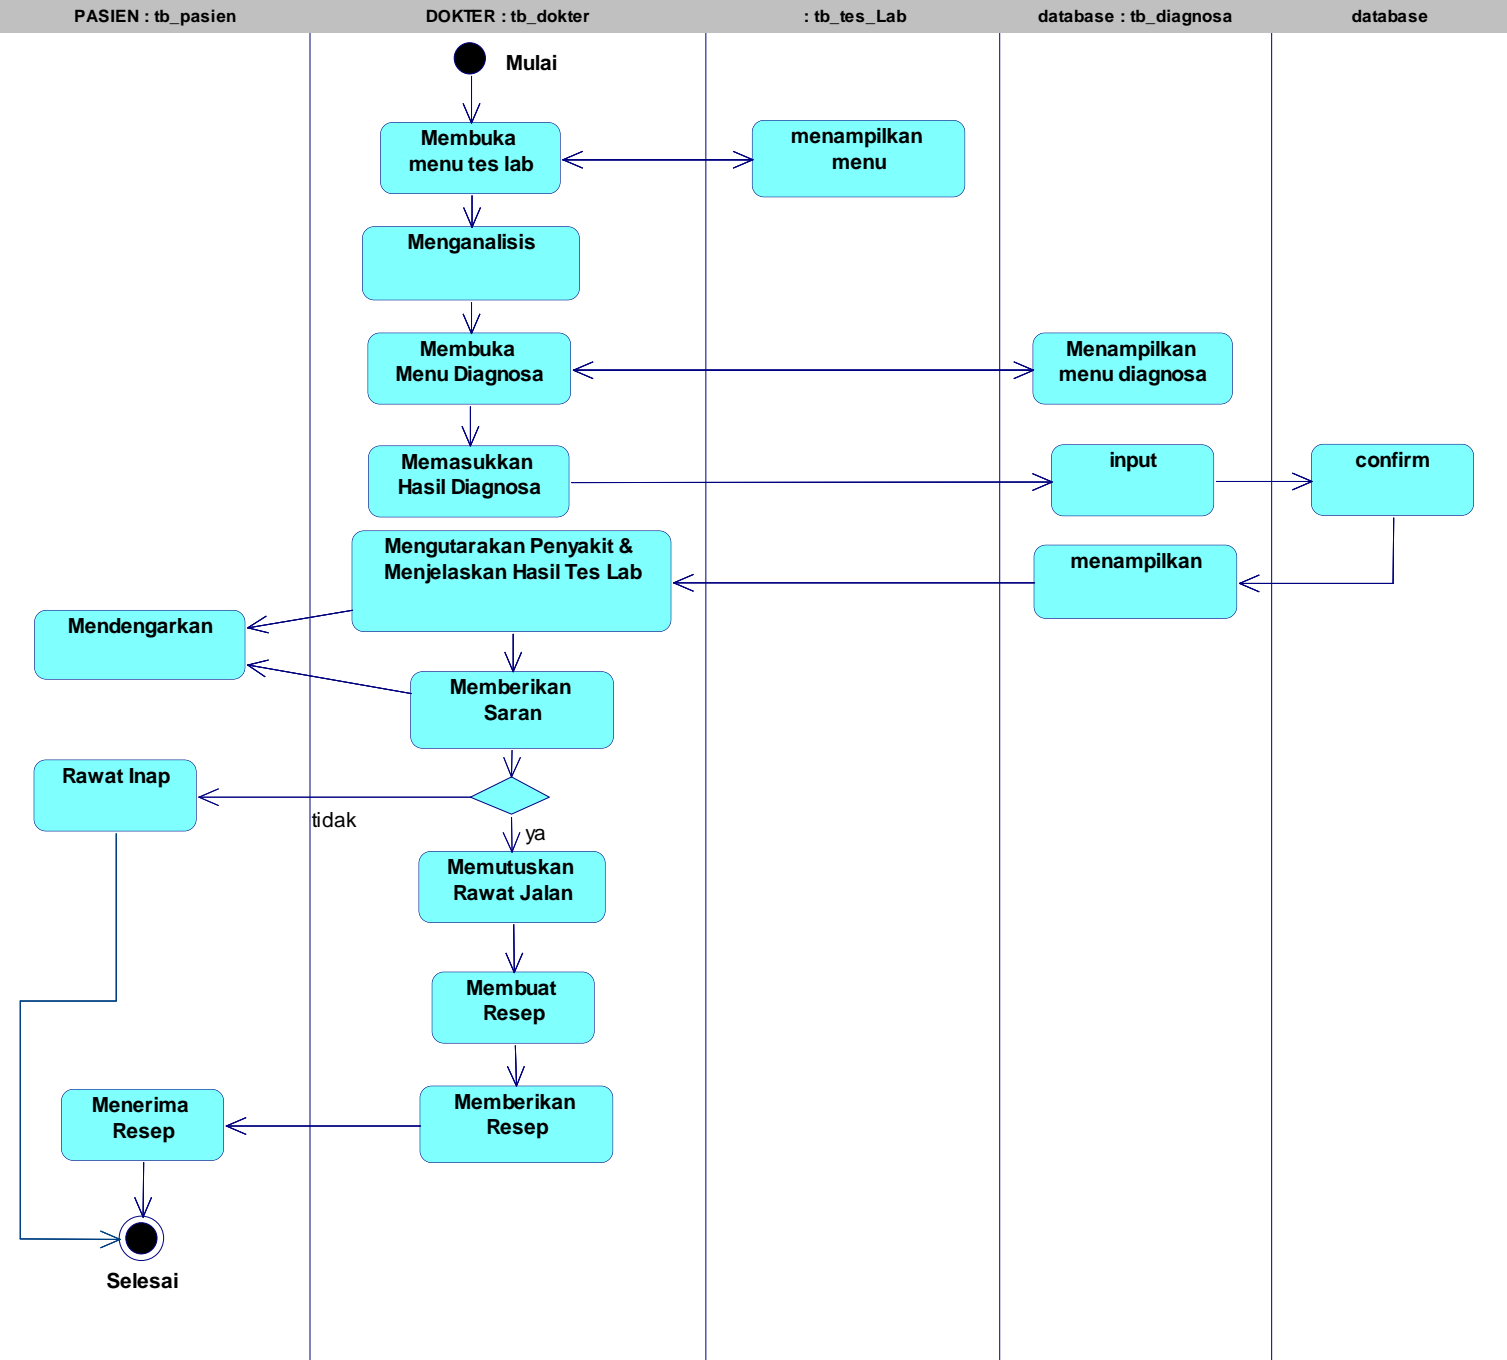 PASIEN : tb_pasien
DOKTER : tb_dokter
: tb_tes_Lab
database : tb_diagnosa
database
Mulai
Membuka
menu tes lab
menampilkan
menu
Menganalisis
Membuka
Menu Diagnosa
Menampilkan
menu diagnosa
Memasukkan
Hasil Diagnosa
input
confirm
Mengutarakan Penyakit &
Menjelaskan Hasil Tes Lab
menampilkan
Mendengarkan
Memberikan
Saran
Rawat Inap
tidak
ya
Memutuskan
Rawat Jalan
Membuat
Resep
Menerima
Resep
Memberikan
Resep
Selesai